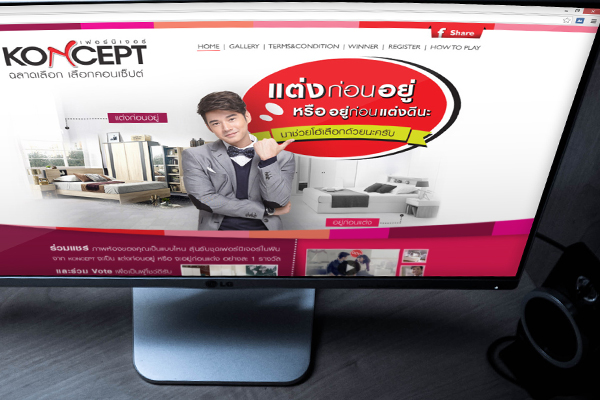 Share
เฟอร์นิเจอร์
KONCEPT
ฉลาดเลือก เลือกคอนเซ็ปต์
HOME | GALLERY | TERMS&CONDITION | WINNER | REGISTER | HOW TO PLAY
แต่งก่อนอยู่
หรือ อยู่ก่อนแต่งดีนะ
มาช่วยโอ๋เลือกด้วยนะครับ
แต่งก่อนอยู่
อยู่ก่อนแต่ง
ร่วมแชร์ ภาพห้องของคุณเป็นแบบไหน ลุ้นรับชุดเฟอร์นิเจอร์ในฝัน
จาก KONCEPT จะเป็น แต่งก่อนอยู่ หรือ จะอยู่ก่อนแต่ง อย่างละ 1 รางวัล
และร่วม Vote เพื่อเป็นผู้โชคดีรับ
LG